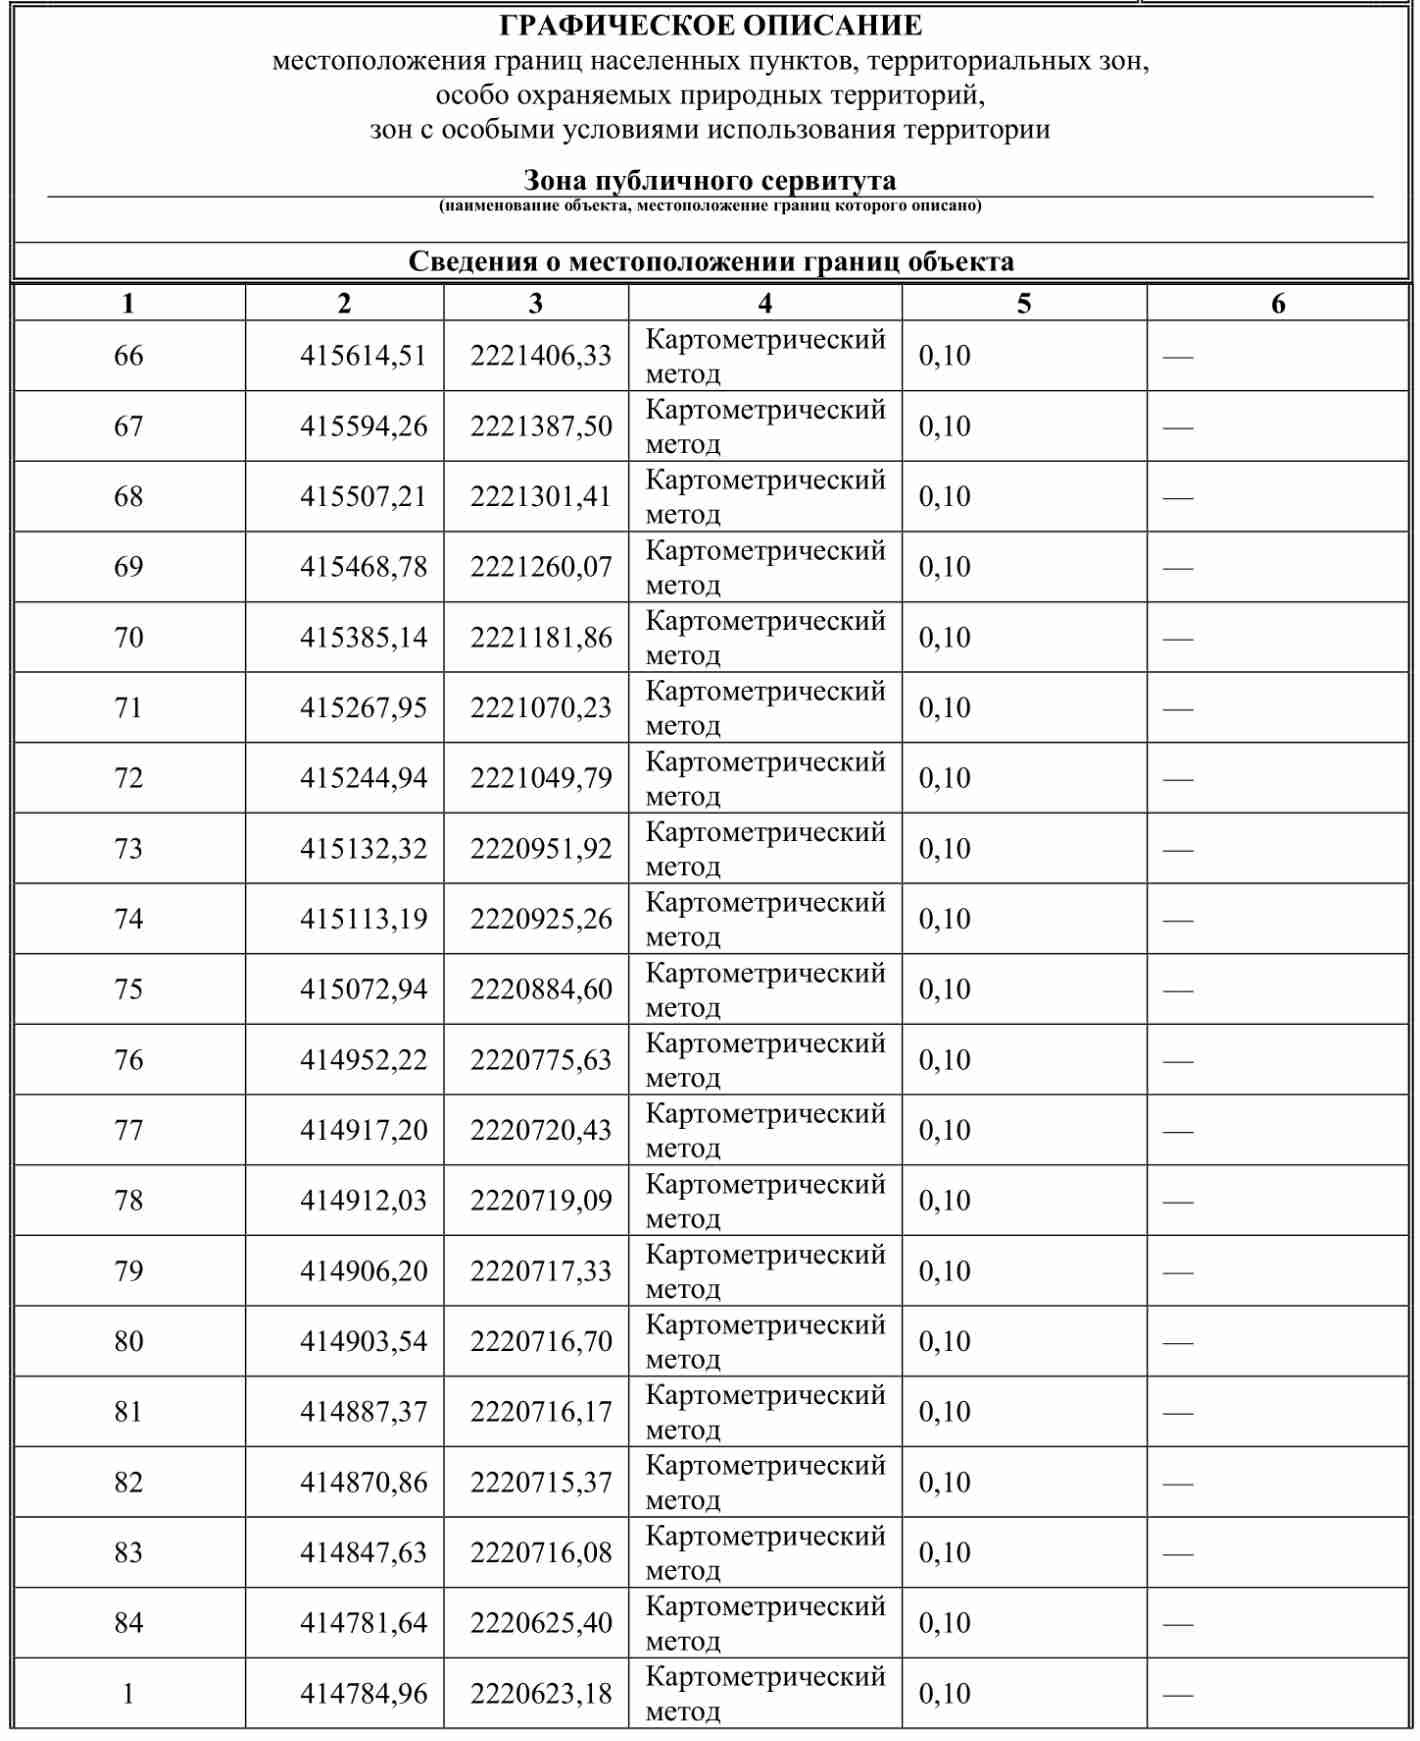 ГРАФИЧЕСКОЕ ОПИСАНИЕ
местоположения границ населенных пунктов, территориальных зон,
особо охраняемых природных территорий,
зон с особыми условиями использования территории
Зона публичного сервитута
(наименование объекта, местоположение границ которого описано)
Сведения о местоположении границ объекта
1 2 3 4 5 6
66 415614,51 2221406,33 Картометрический метод 0,10 —
67 415594,26 2221387,50 Картометрический метод 0,10 —
68 415507,21 2221301,41 Картометрический метод 0,10 —
69 415468,78 2221260,07 Картометрический метод 0,10 —
70 415385,14 2221181,86 Картометрический метод 0,10 —
71 415267,95 2221070,23 Картометрический метод 0,10 —
72 415244,94 2221049,79 Картометрический метод 0,10 —
73 415132,32 2220951,92 Картометрический метод 0,10 —
74 415113,19 2220925,26 Картометрический метод 0,10 —
75 415072,94 2220884,60 Картометрический метод 0,10 —
76 414952,22 2220775,63 Картометрический метод 0,10 —
77 414917,20 2220720,43 Картометрический метод 0,10 —
78 414912,03 2220719,09 Картометрический метод 0,10 —
79 414906,20 2220717,33 Картометрический метод 0,10 —
80 414903,54 2220716,70 Картометрический метод 0,10 —
81 414887,37 2220716,17 Картометрический метод 0,10 —
82 414870,86 2220715,37 Картометрический метод 0,10 —
83 414847,63 2220716,08 Картометрический метод 0,10 —
84 414781,64 2220625,40 Картометрический метод 0,10 —
1 414784,96 2220623,18 Картометрический метод 0,10 —